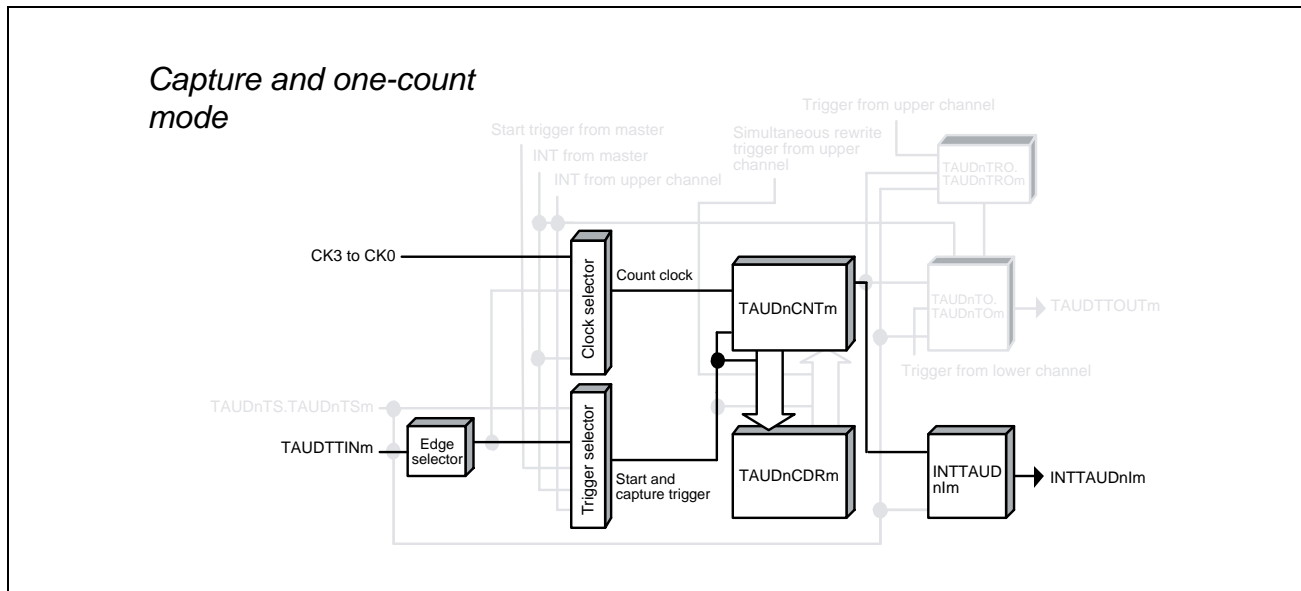 Capture and one-count
mode
Trigger from upper channel
Start trigger from master
Simultaneous rewrite
trigger from upper
channel
INT from master
INT from upper channel
TAUDnTRO.
TAUDnTROm
CK3 to CK0
Clock selector
Count clock
TAUDnCNTm
TAUDnTO.
TAUDnTOm
TAUDTTOUTm
Trigger from lower channel
TAUDnTS.TAUDnTSm
TAUDTTINm
Edge
selector
Trigger selector
Start and
capture trigger
TAUDnCDRm
INTTAUD
nIm
INTTAUDnIm